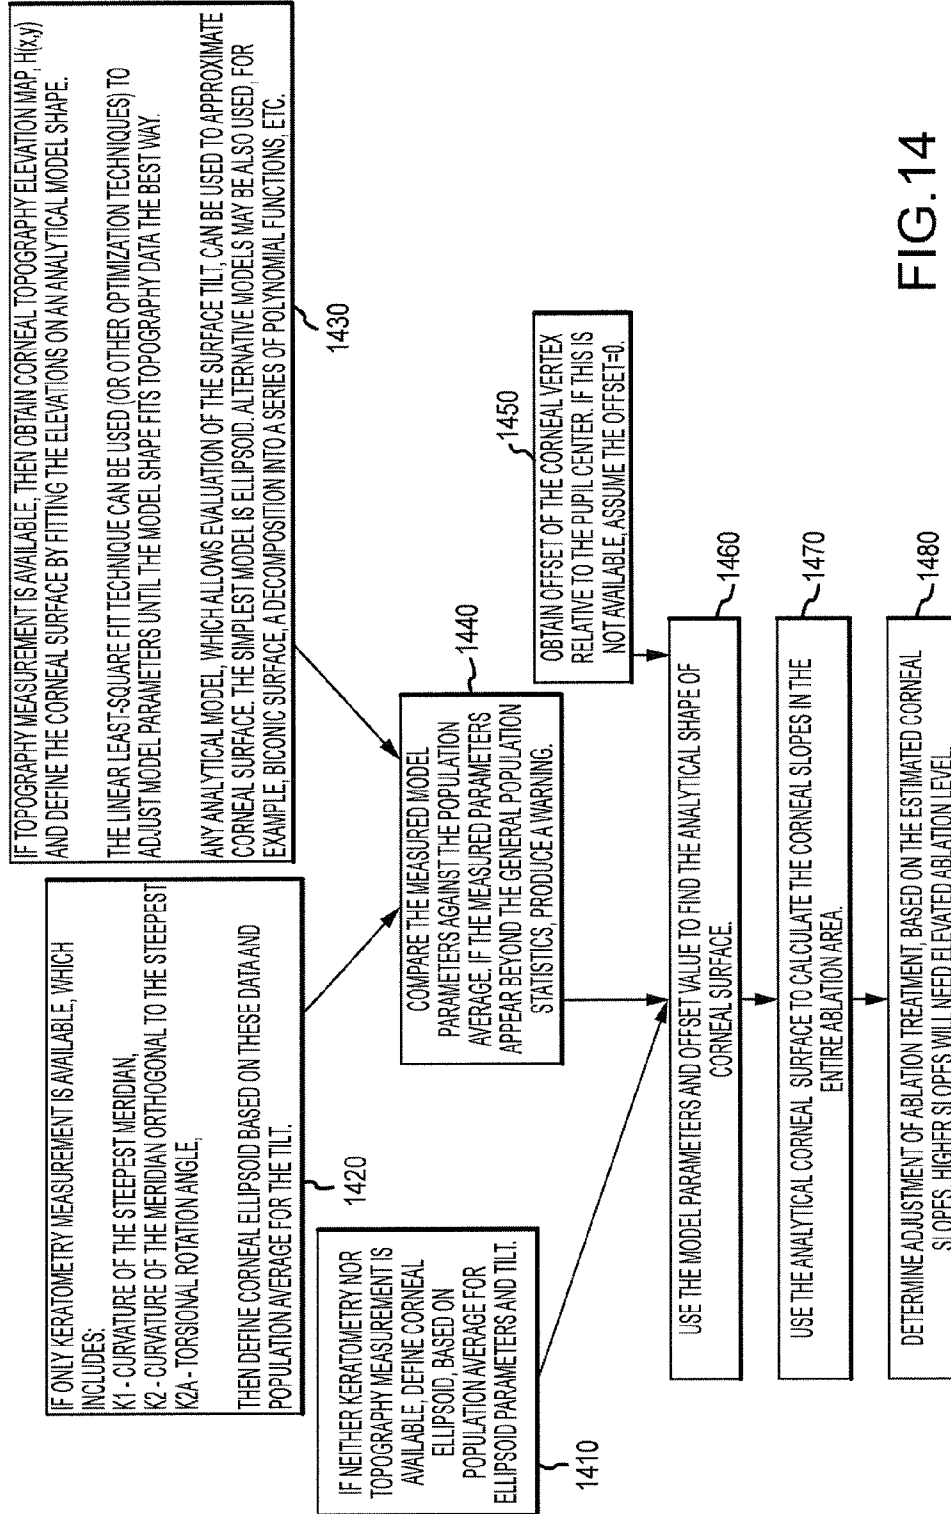 IF TOPOGRAPHY MEASUREMENT IS AVAILABLE, THEN OBTAIN CORNEAL TOPOGRAPHY ELEVATION MAP, H(x,y)
AND DEFINE THE CORNEAL SURFACE BY FITTING THE ELEVATIONS ON AN ANALYTICAL MODEL SHAPE.
THE LINEAR LEAST-SQUARE FIT TECHNIQUE CAN BE USED (OR OTHER OPTIMIZATION TECHNIQUES) TO
ADJUST MODEL PARAMETERS UNTIL THE MODEL SHAPE FITS TOPOGRAPHY DATA THE BEST WAY.
ANY ANALYTICAL MODEL, WHICH ALLOWS EVALUATION OF THE SURFACE TILT, CAN BE USED TO APPROXIMATE
CORNEAL SURFACE, THE SIMPLEST MODEL IS ELLIPSOID. ALTERNATIVE MODELS MAY BE ALSO USED, FOR
EXAMPLE, BICONIC SURFACE, A DECOMPOSITION INTO A SERIES OF POLYNOMIAL FUNCTIONS, ETC.
1430
IF ONLY KERATOMETRY MEASUREMENT IS AVAILABLE, WHICH
INCLUDES:
K1 - CURVATURE OF THE STEEPEST MERIDIAN,
K2 - CURVATURE OF THE MERIDIAN ORTHOGONAL TO THE STEEPEST
K2A - TORSIONAL ROTATION ANGLE,
THEN DEFINE CORNEAL ELLIPSOID BASED ON THESE DATA AND
POPULATION AVERAGE FOR THE TILT.
1420
IF NEITHER KERATOMETRY NOR
TOPOGRAPHY MEASUREMENT IS
AVAILABLE, DEFINE CORNEAL
ELLIPSOID, BASED ON
POPULATION AVERAGE FOR
ELLIPSOID PARAMETERS AND TILT.
1410
COMPARE THE MEASURED MODEL
PARAMETERS AGAINST THE POPULATION
AVERAGE, IF THE MEASURED PARAMETERS
APPEAR BEYOND THE GENERAL POPULATION
STATISTICS, PRODUCE A WARNING.
1440
OBTAIN OFFSET OF THE CORNEAL VERTEX
RELATIVE TO THE PUPIL CENTER. IF THIS IS
NOT AVAILABLE, ASSUME THE OFFSET=0.
1450
USE THE MODEL PARAMETERS AND OFFSET VALUE TO FIND THE ANALYTICAL SHAPE OF
CORNEAL SURFACE.
1460
USE THE ANALYTICAL CORNEAL SURFACE TO CALCULATE THE CORNEAL SLOPES IN THE
ENTIRE ABLATION AREA.
1470
DETERMINE ADJUSTMENT OF ABLATION TREATMENT, BASED ON THE ESTIMATED CORNEAL
SLOPES. HIGHER SLOPES WILL NEED ELEVATED ABLATION LEVEL.
1480
FIG.14